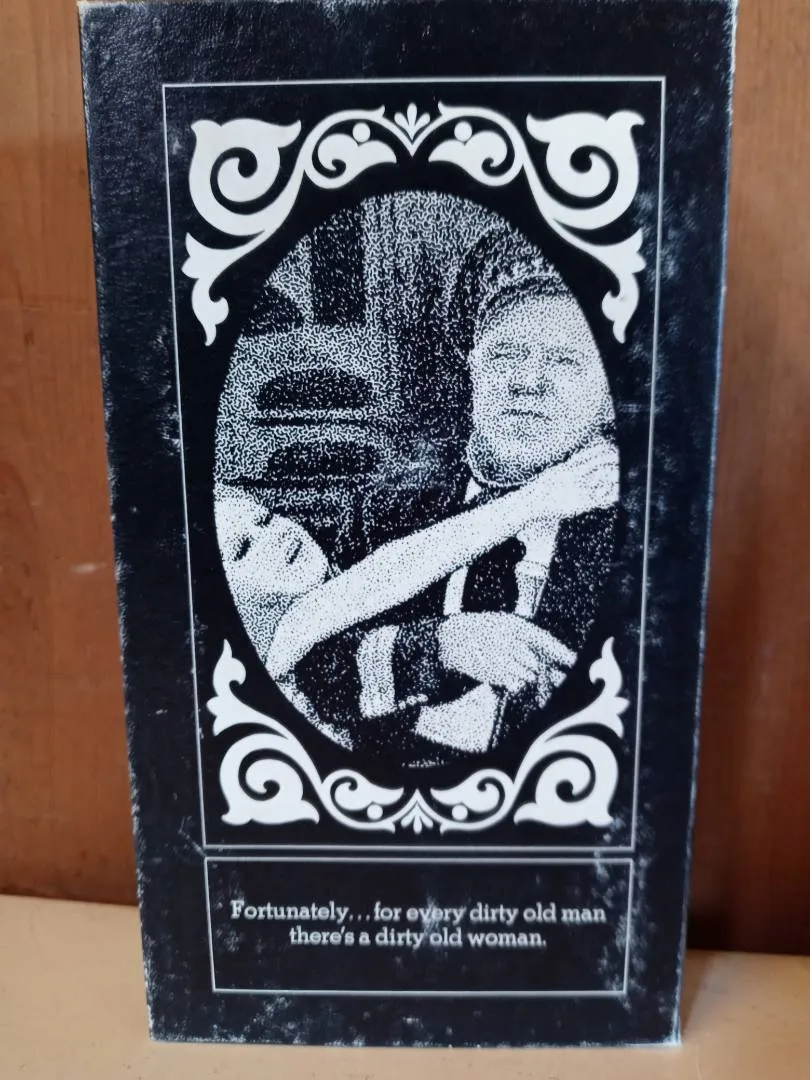 Fortunately...for every dirty old man
there's a dirty old woman.